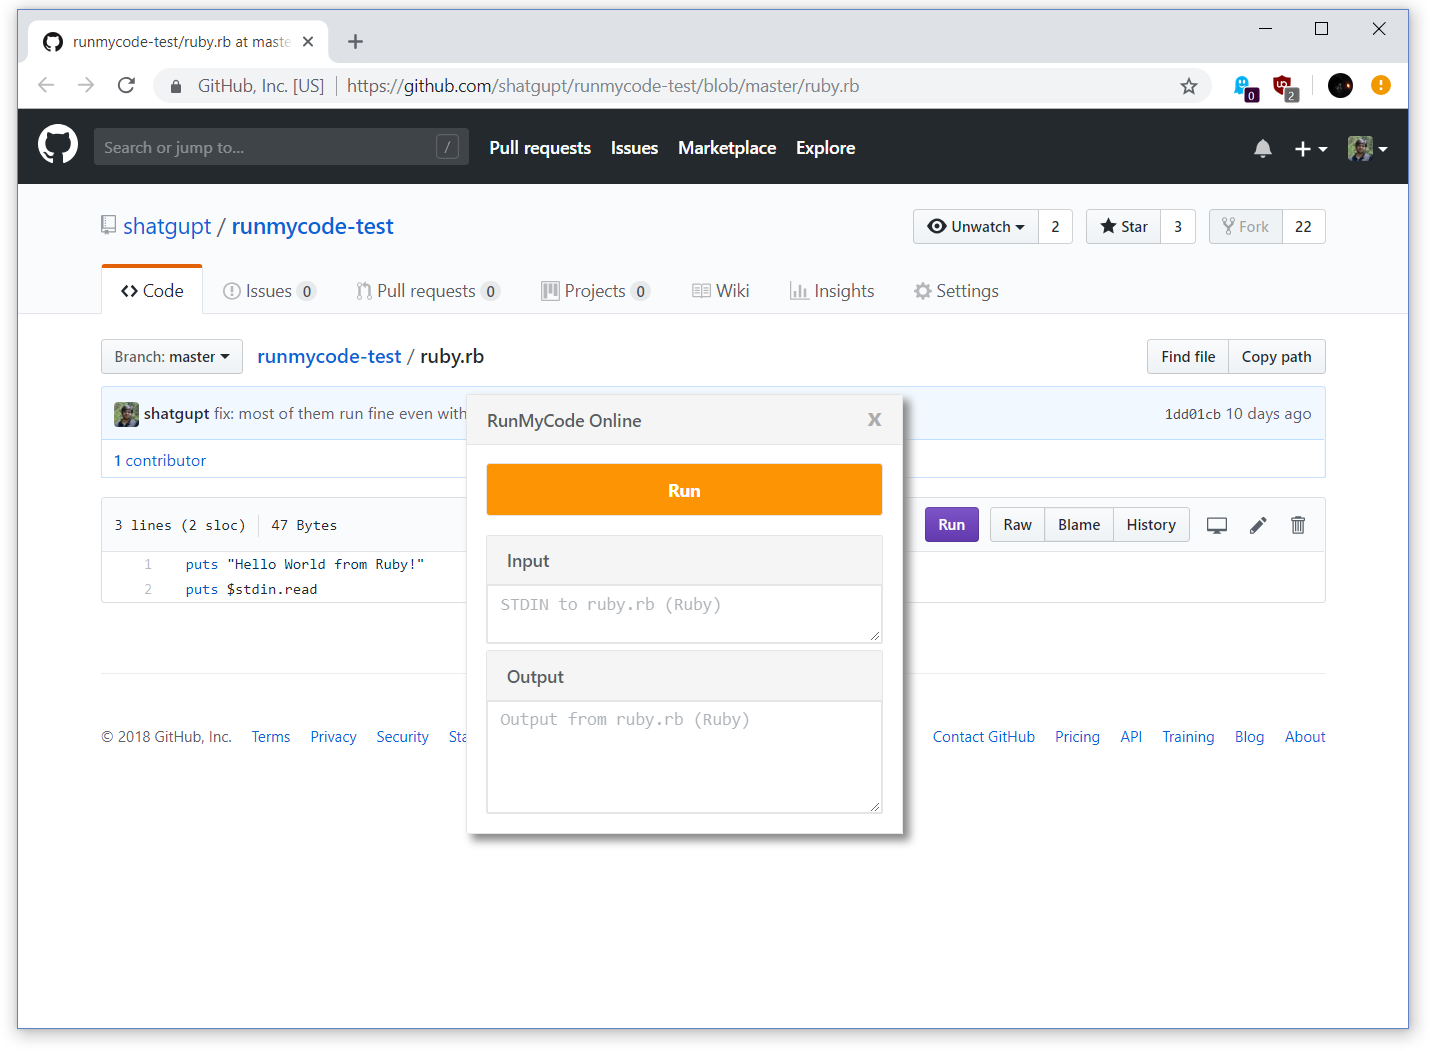 runmycode-test/ruby.rb at maste
GitHub, Inc. [US] https://github.com/shatgupt/runmycode-test/blob/master/ruby.rb 0 2
Search or jump to... / Pull requests Issues Marketplace Explore
shatgupt / runmycode-test Unwatch 2 Star 3 Fork 22
Code Issues 0 Pull requests 0 Projects 0 Wiki Insights Settings
Branch: master runmycode-test / ruby.rb Find file Copy path
shatgupt fix: most of them run fine even with 1dd01cb 10 days ago
1 contributor
3 lines (2 sloc) 47 Bytes Run Raw Blame History
1 puts "Hello World from Ruby!"
2 puts $stdin.read
RunMyCode Online X
Run
Input
STDIN to ruby.rb (Ruby)
Output
Output from ruby.rb (Ruby)
© 2018 GitHub, Inc. Terms Privacy Security Sta Contact GitHub Pricing API Training Blog About